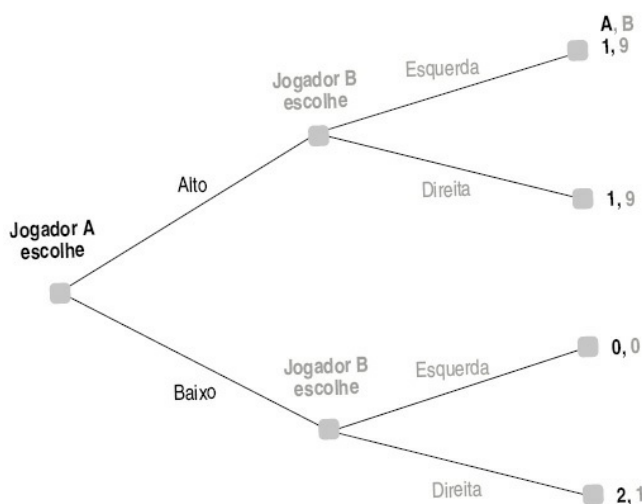 A, B
1, 9
Jogador B
escolhe
Esquerda
Direita
1, 9
Alto
Jogador A
escolhe
Baixo
Jogador B
escolhe
Esquerda
0, 0
Direita
2, 1